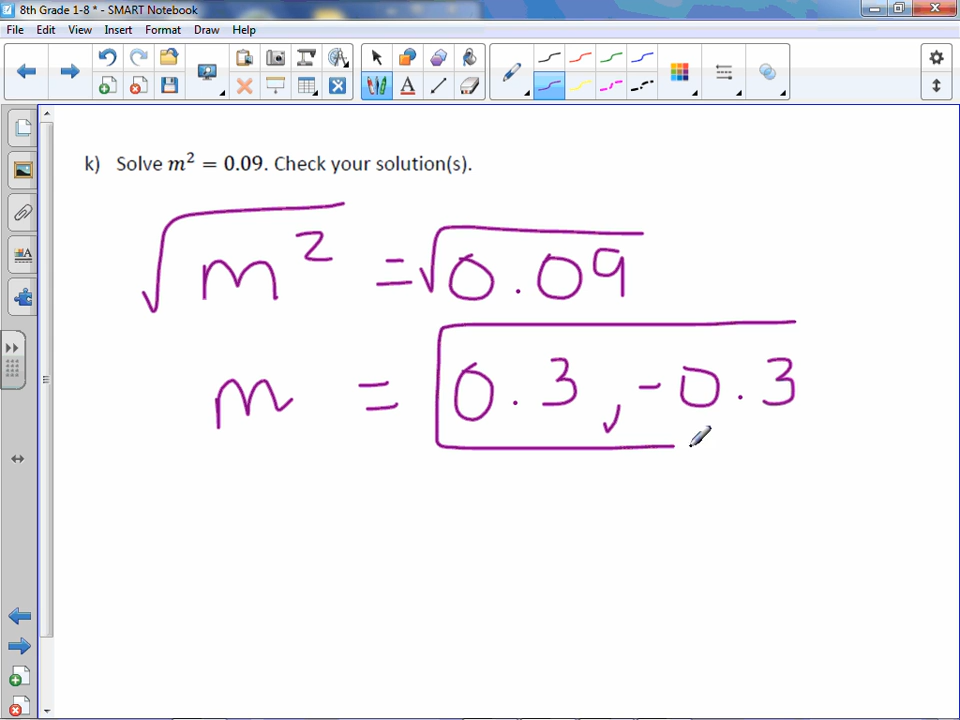 8th Grade 1-8 * - SMART Notebook
File Edit View Insert Format Draw Help
k) Solve m² = 0.09. Check your solution(s).
√m² = √0.09
m = 0.3, -0.3